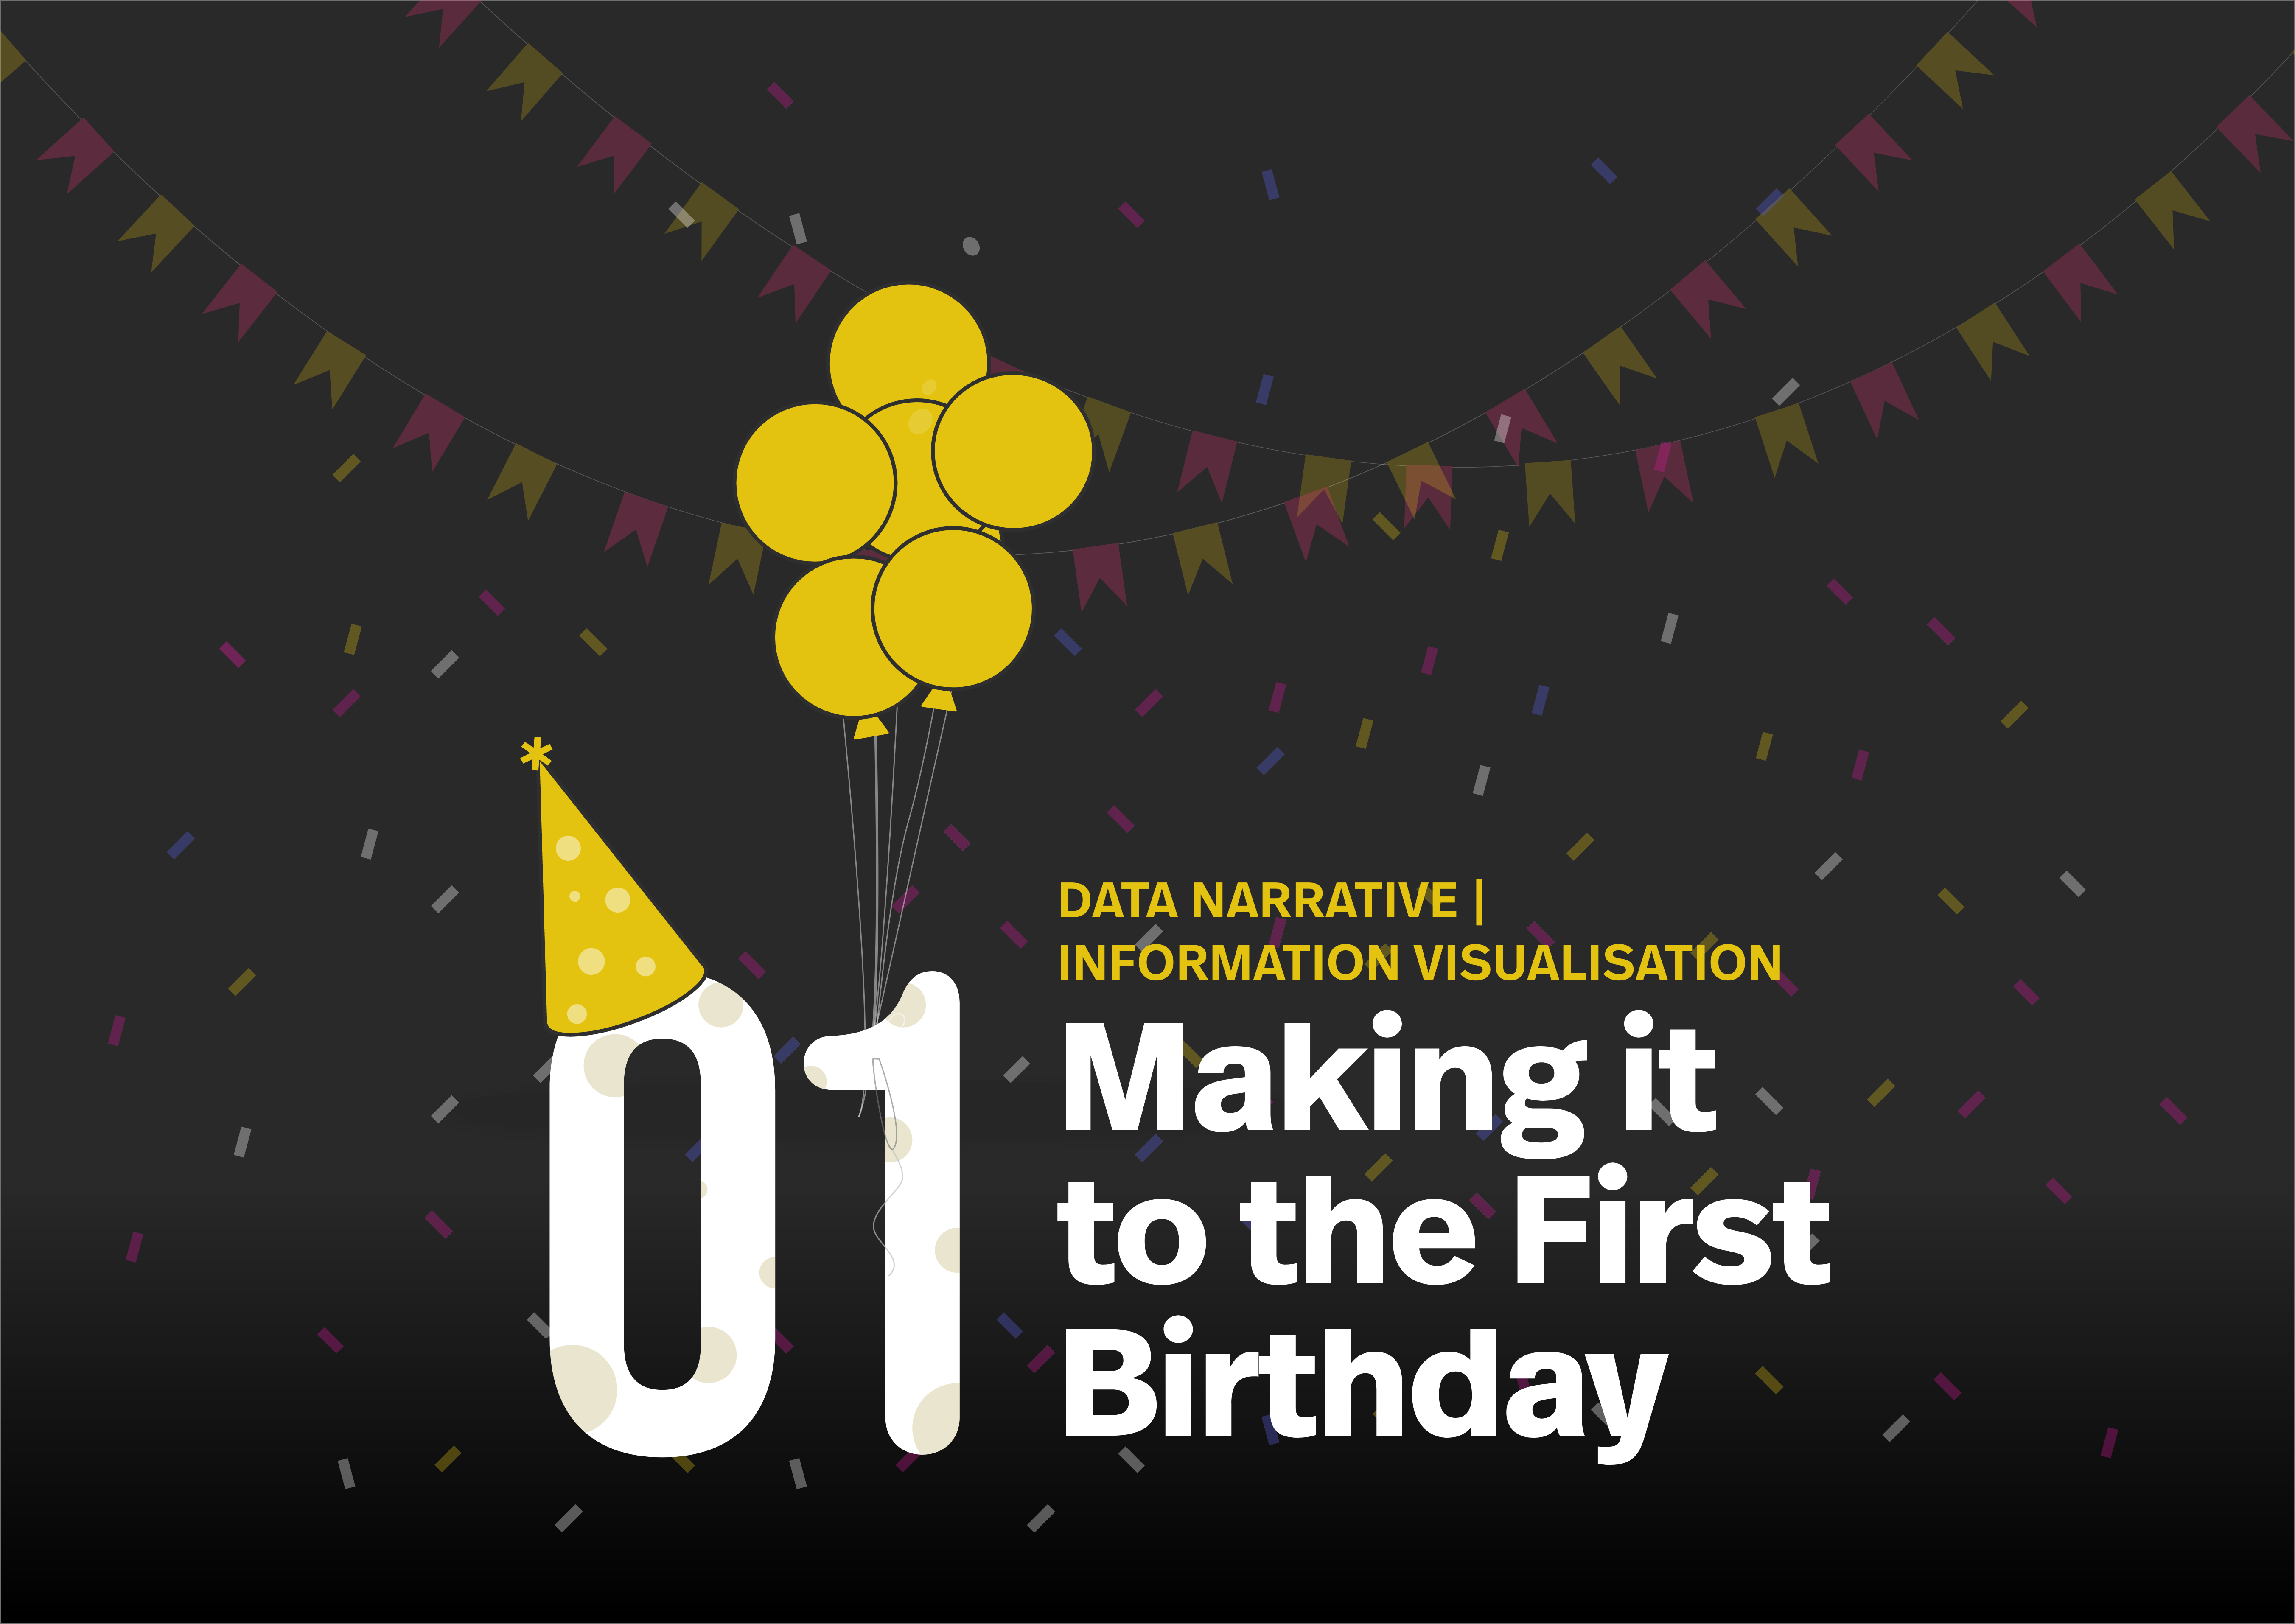 01
DATA NARRATIVE |
INFORMATION VISUALISATION
Making it
to the First
Birthday